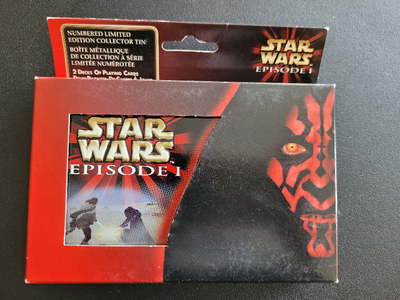 NUMBERED LIMITED
EDITION COLLECTOR TIN
BOÎTE MÉTALLIQUE
DE COLLECTION À SÉRIE
LIMITÉE NUMÉROTÉE
2 DECKS OF PLAYING CARDS
STAR
WARS
EPISODE I
STAR
WARS
EPISODE I